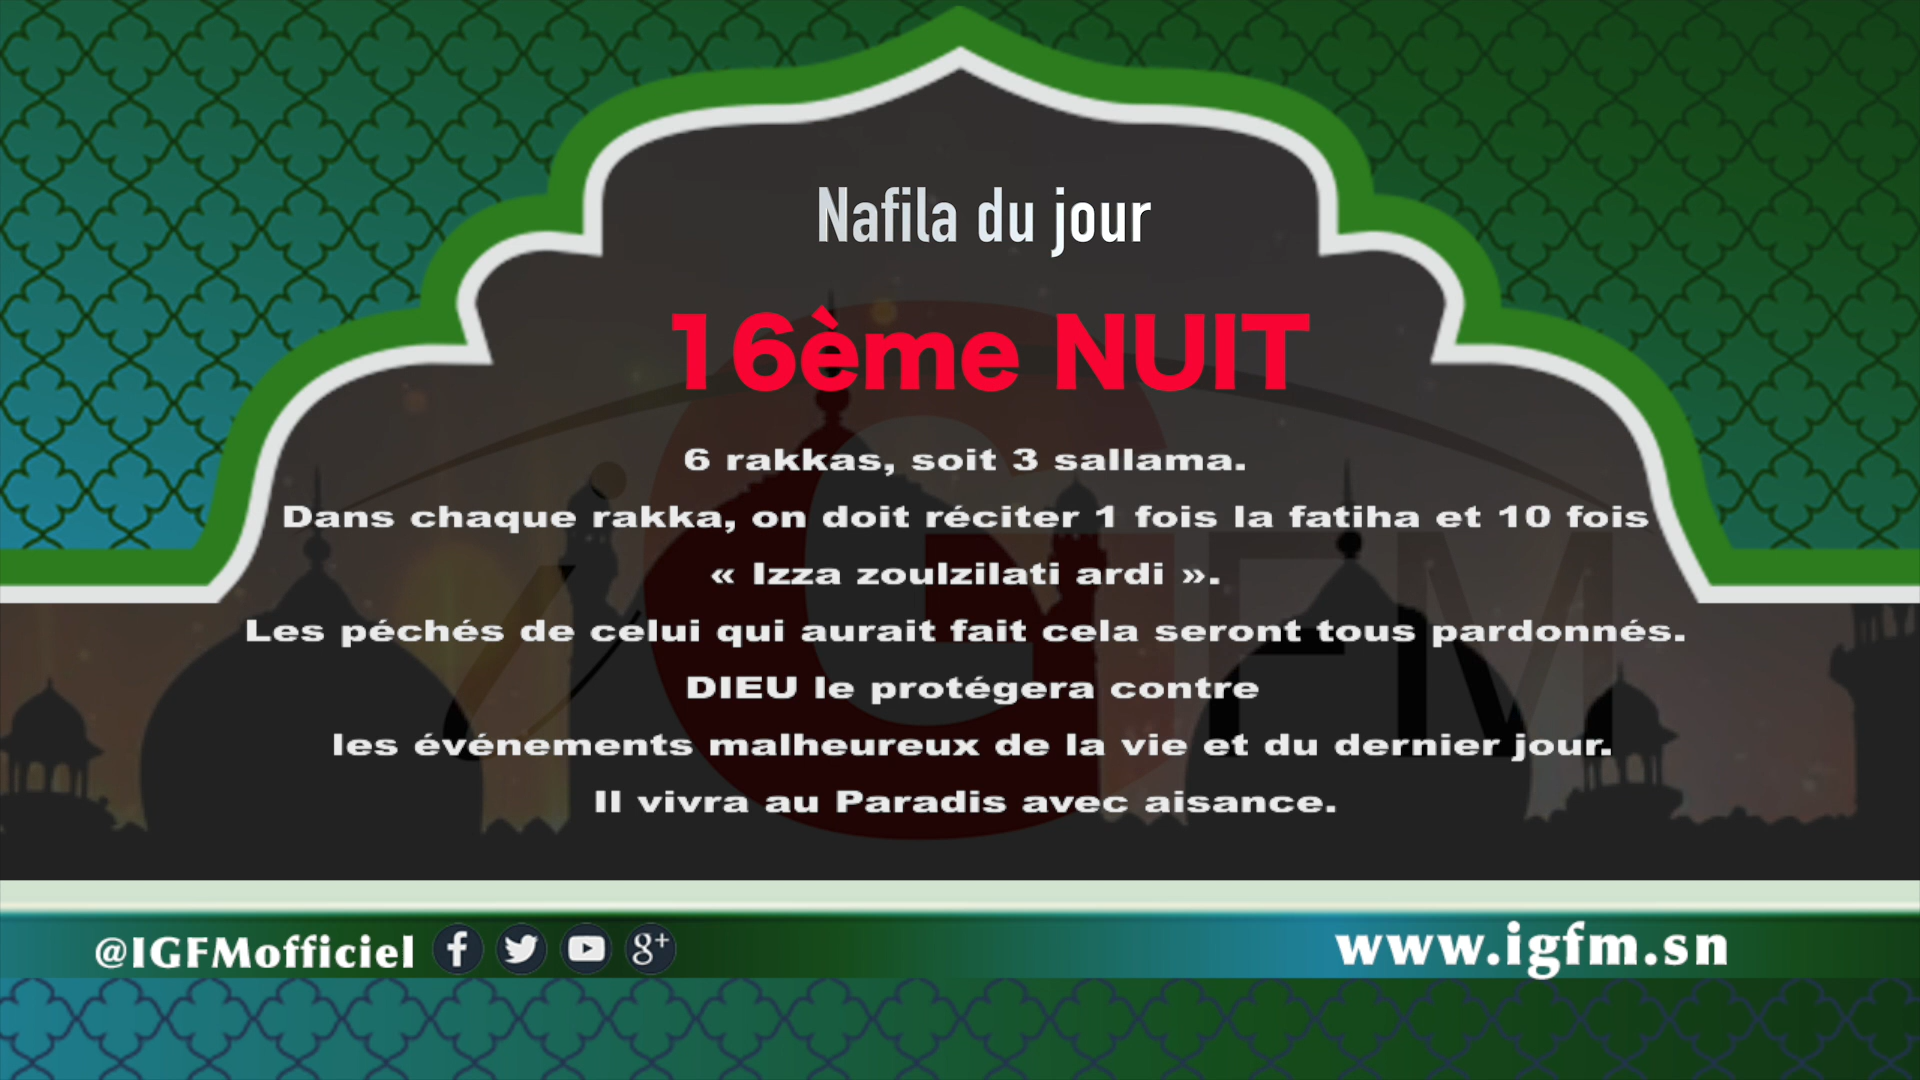 Nafila du jour
16ème NUIT
6 rakkas, soit 3 sallama.
Dans chaque rakka, on doit réciter 1 fois la fatiha et 10 fois
« Izza zoulzilati ardi ».
Les péchés de celui qui aurait fait cela seront tous pardonnés.
DIEU le protégera contre
les événements malheureux de la vie et du dernier jour.
Il vivra au Paradis avec aisance.
iGFM
@IGFMofficiel
www.igfm.sn